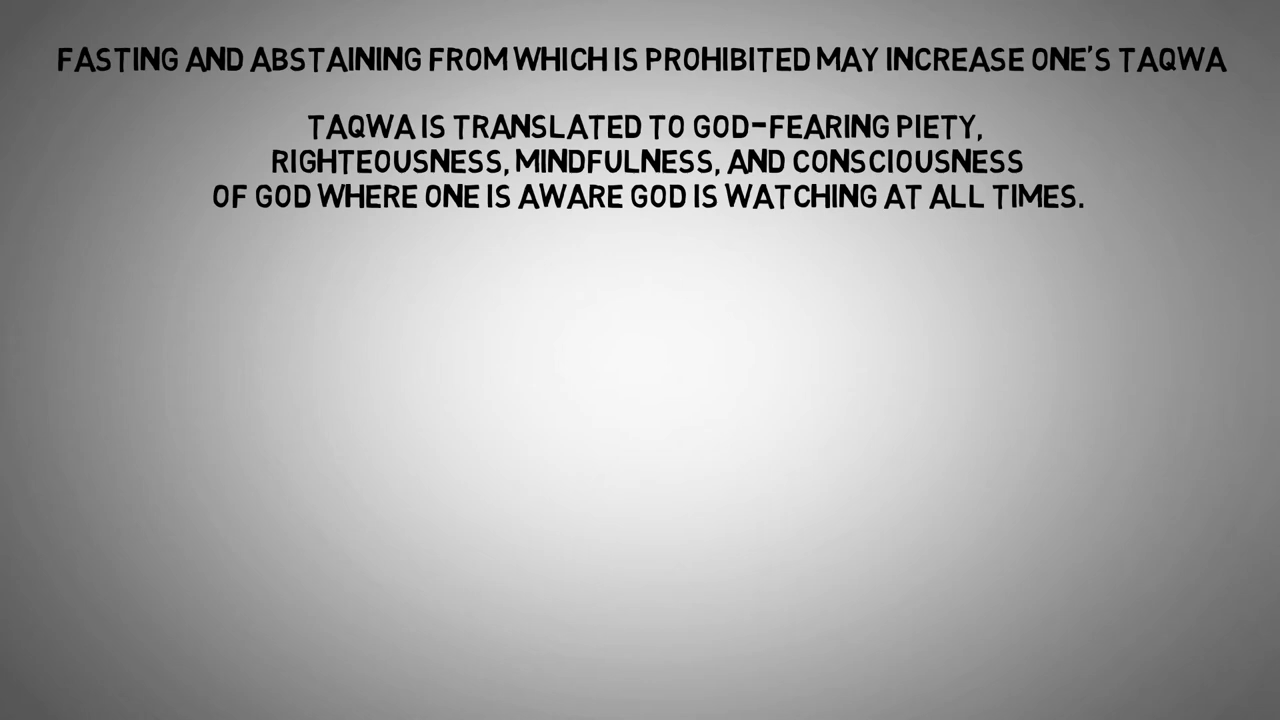 FASTING AND ABSTAINING FROM WHICH IS PROHIBITED MAY INCREASE ONE'S TAQWA
TAQWA IS TRANSLATED TO GOD-FEARING PIETY,
RIGHTEOUSNESS, MINDFULNESS, AND CONSCIOUSNESS
OF GOD WHERE ONE IS AWARE GOD IS WATCHING AT ALL TIMES.